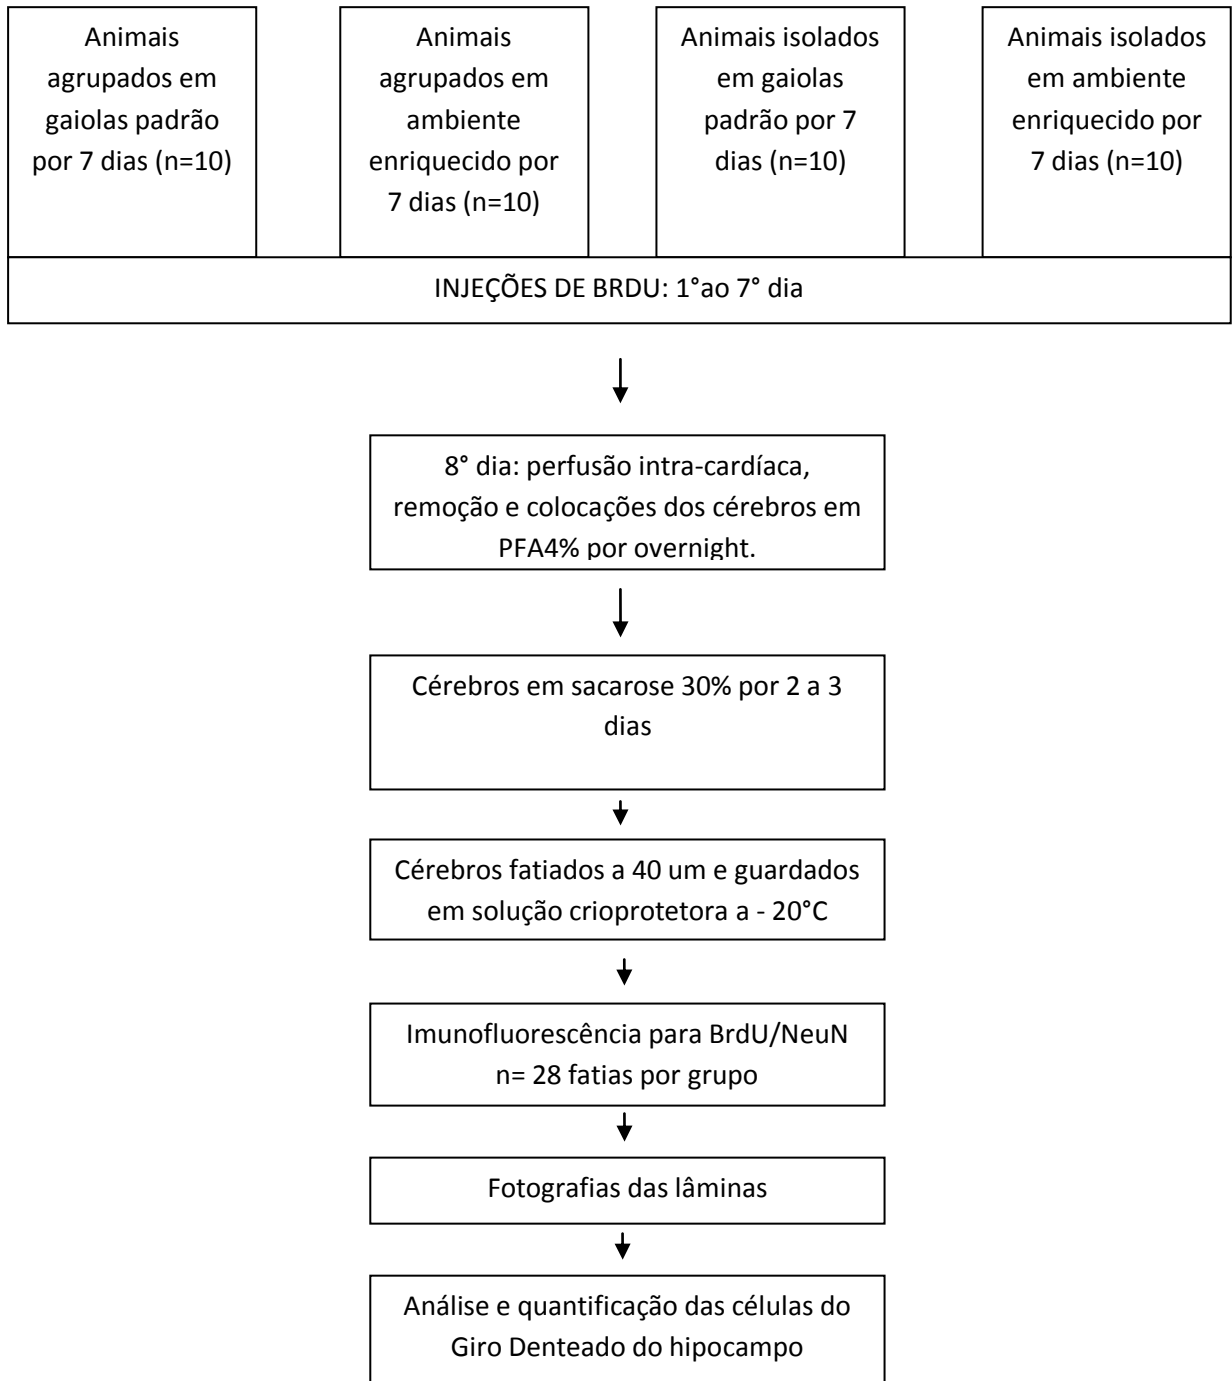 Animais
agrupados em
gaiolas padrão
por 7 dias (n=10)
Animais
agrupados em
ambiente
enriquecido por
7 dias (n=10)
Animais isolados
em gaiolas
padrão por 7
dias (n=10)
Animais isolados
em ambiente
enriquecido por
7 dias (n=10)
INJEÇÕES DE BRDU: 1°ao 7° dia
8° dia: perfusão intra-cardíaca,
remoção e colocações dos cérebros em
PFA4% por overnight.
Cérebros em sacarose 30% por 2 a 3
dias
Cérebros fatiados a 40 um e guardados
em solução crioprotetora a - 20°C
Imunofluorescência para BrdU/NeuN
n= 28 fatias por grupo
Fotografias das lâminas
Análise e quantificação das células do
Giro Denteado do hipocampo